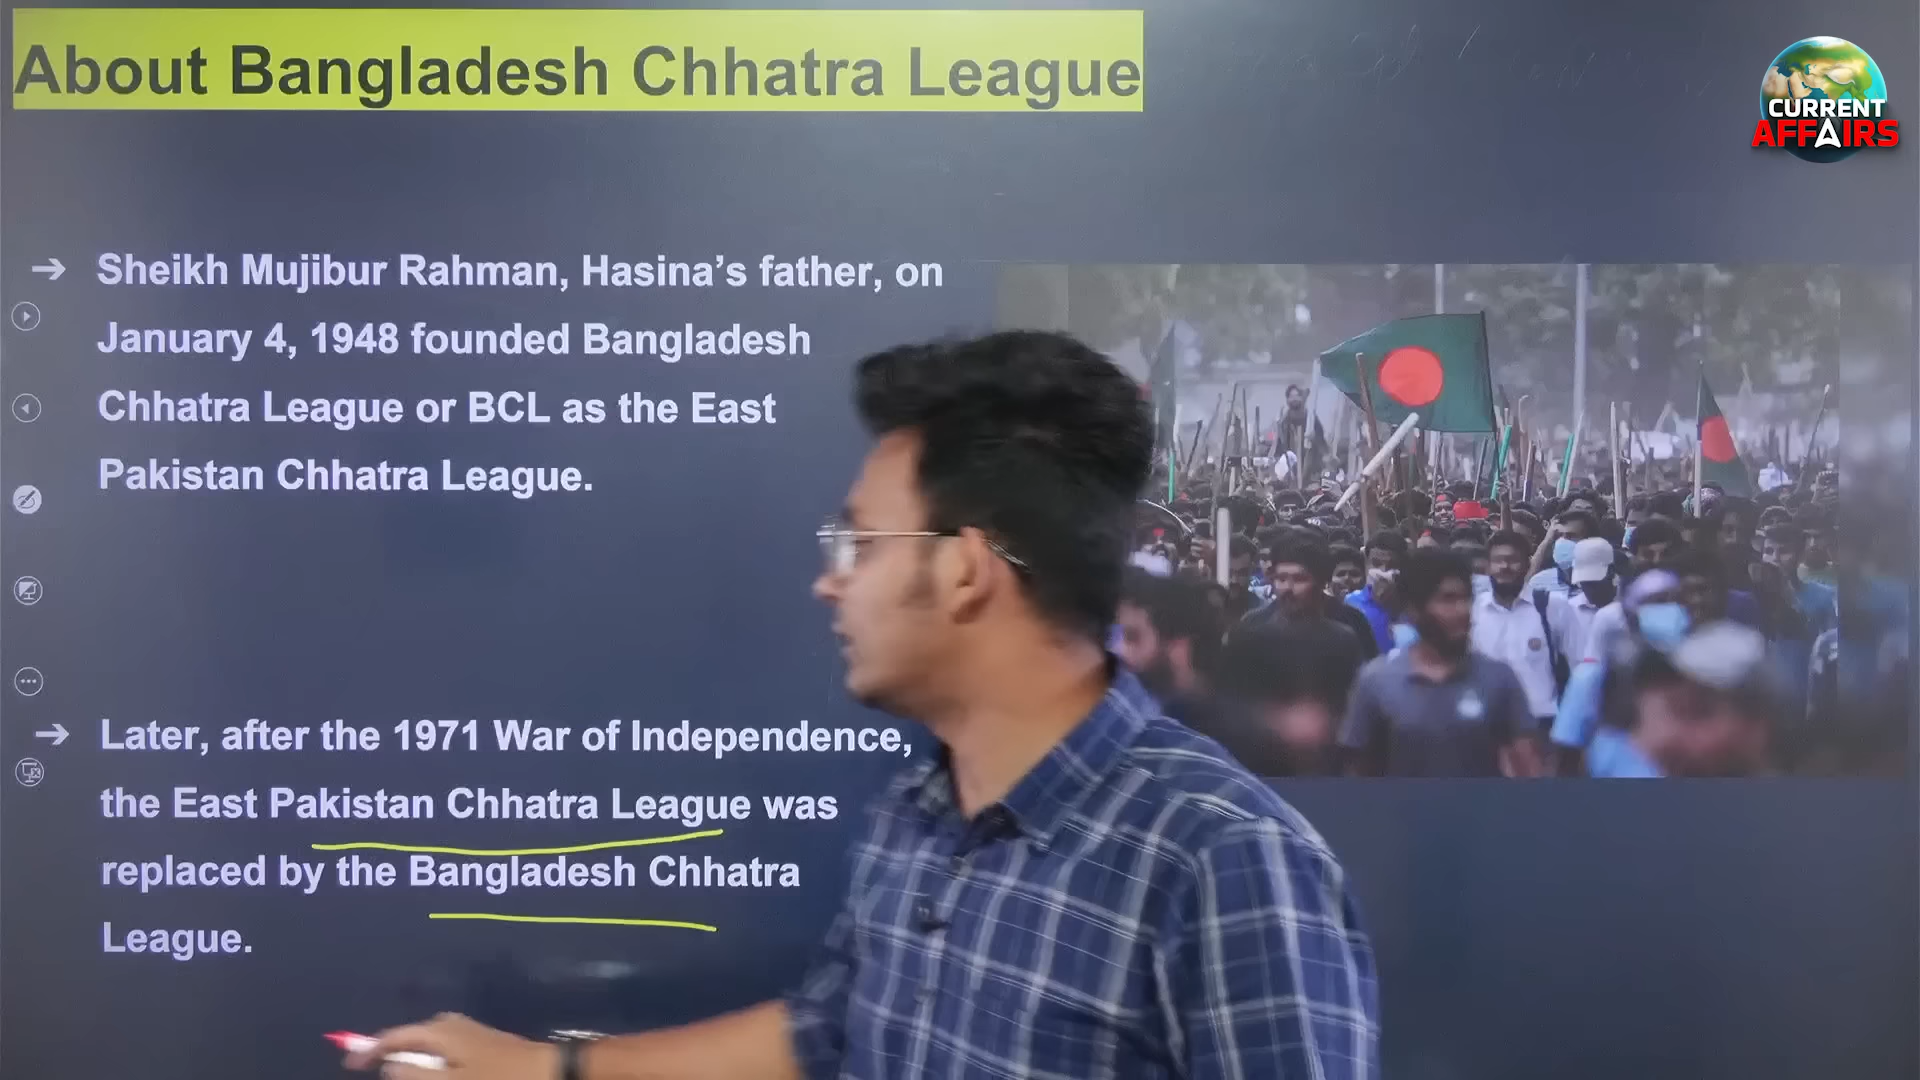 About Bangladesh Chhatra League
CURRENT
AFFAIRS
➔ Sheikh Mujibur Rahman, Hasina’s father, on
January 4, 1948 founded Bangladesh
Chhatra League or BCL as the East
Pakistan Chhatra League.
➔ Later, after the 1971 War of Independence,
the East Pakistan Chhatra League was
replaced by the Bangladesh Chhatra
League.